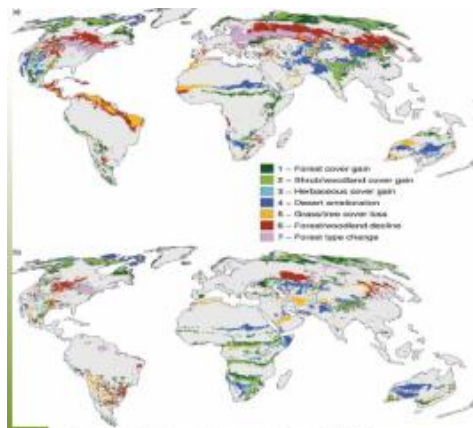 1 – Forest cover gain
2 – Shrub/woodland cover gain
3 – Herbaceous cover gain
4 – Desert amelioration
5 – Grass/tree cover loss
6 – Forest/woodland decline
7 – Forest type change